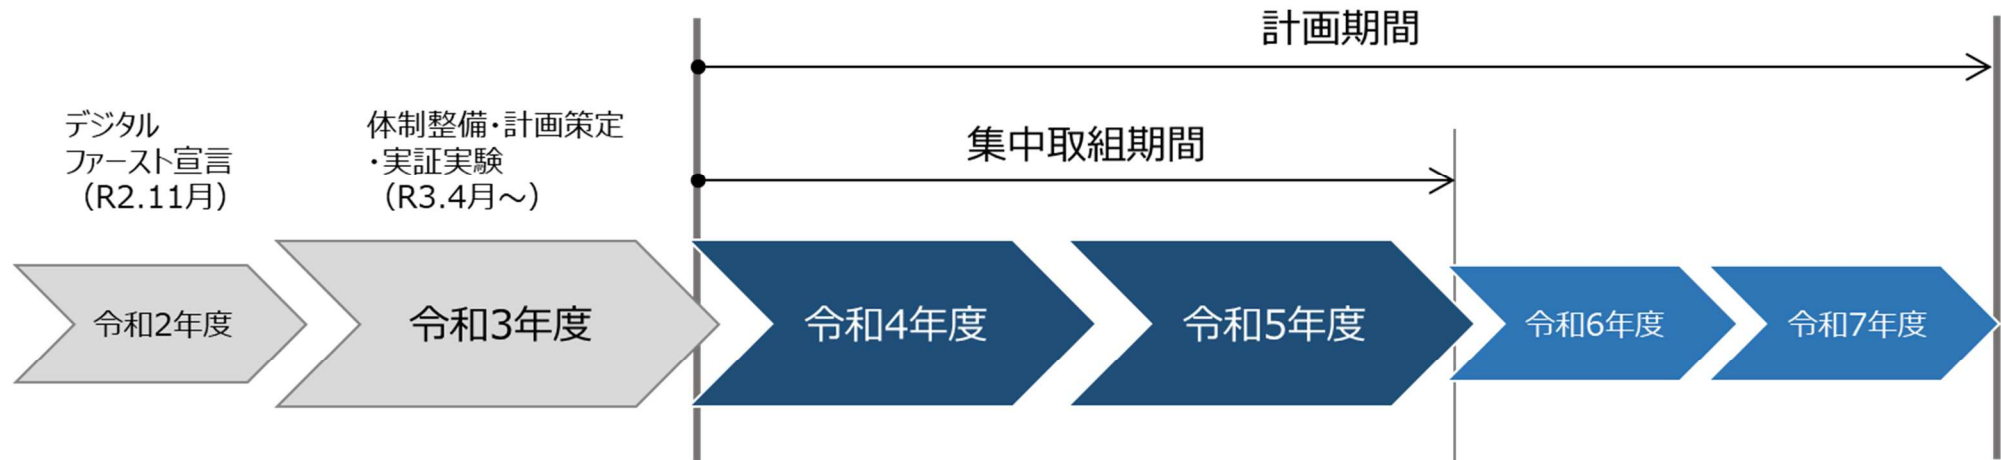 計画期間
集中取組期間
デジタル
ファースト宣言
（R2.11月）
体制整備・計画策定
・実証実験
（R3.4月～）
令和2年度
令和3年度
令和4年度
令和5年度
令和6年度
令和7年度